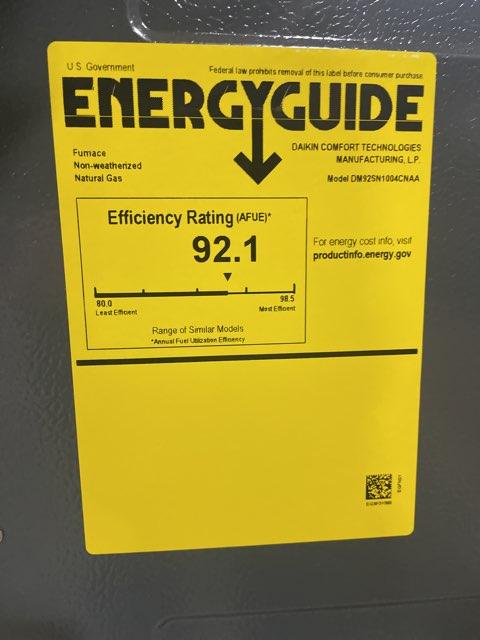 U.S. Government
Federal law prohibits removal of this label before consumer purchase.
ENERGYGUIDE
Furnace
Non-weatherized
Natural Gas
DAIKIN COMFORT TECHNOLOGIES
MANUFACTURING, L.P.
Model DM92SN1004CNAA
Efficiency Rating (AFUE)*
92.1
80.0
98.5
Least Efficient
Most Efficient
Range of Similar Models
*Annual Fuel Utilization Efficiency
For energy cost info, visit
productinfo.energy.gov